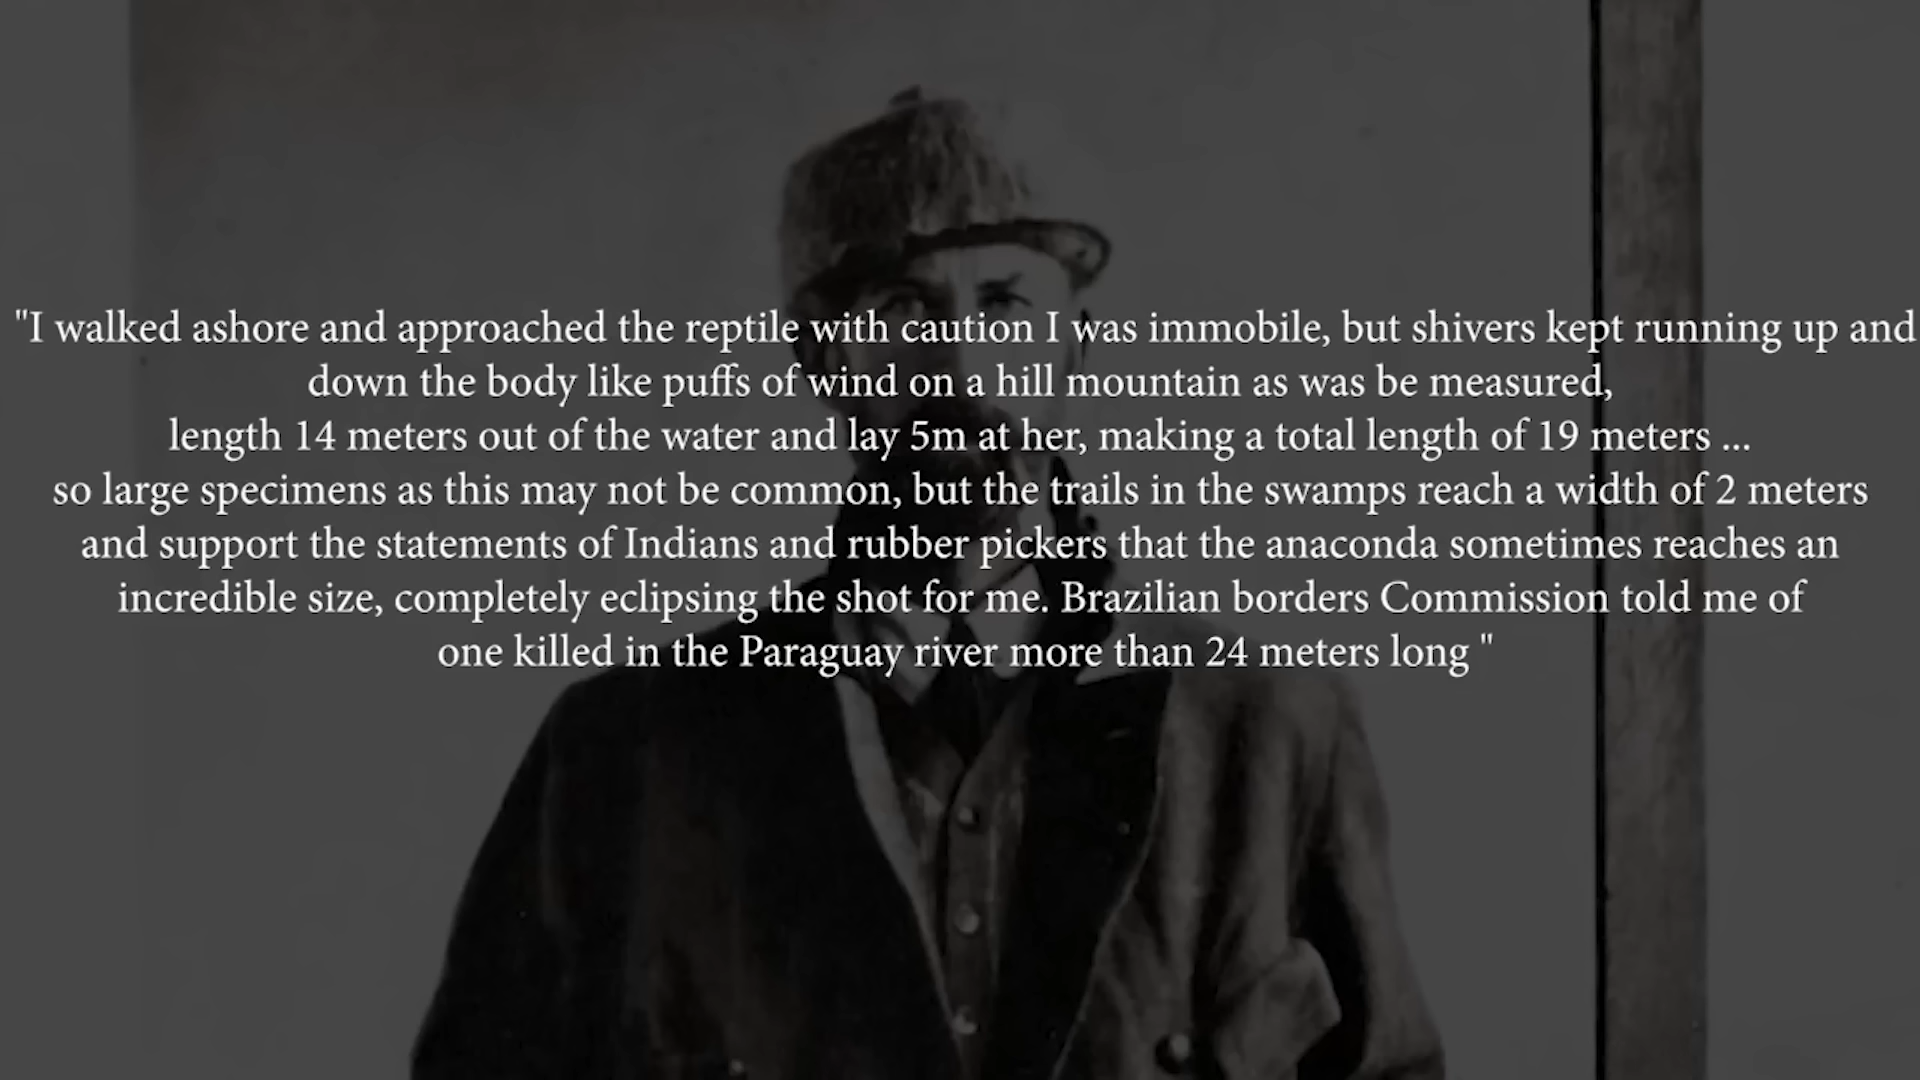 "I walked ashore and approached the reptile with caution I was immobile, but shivers kept running up and
down the body like puffs of wind on a hill mountain as was be measured,
length 14 meters out of the water and lay 5m at her, making a total length of 19 meters ...
so large specimens as this may not be common, but the trails in the swamps reach a width of 2 meters
and support the statements of Indians and rubber pickers that the anaconda sometimes reaches an
incredible size, completely eclipsing the shot for me. Brazilian borders Commission told me of
one killed in the Paraguay river more than 24 meters long "